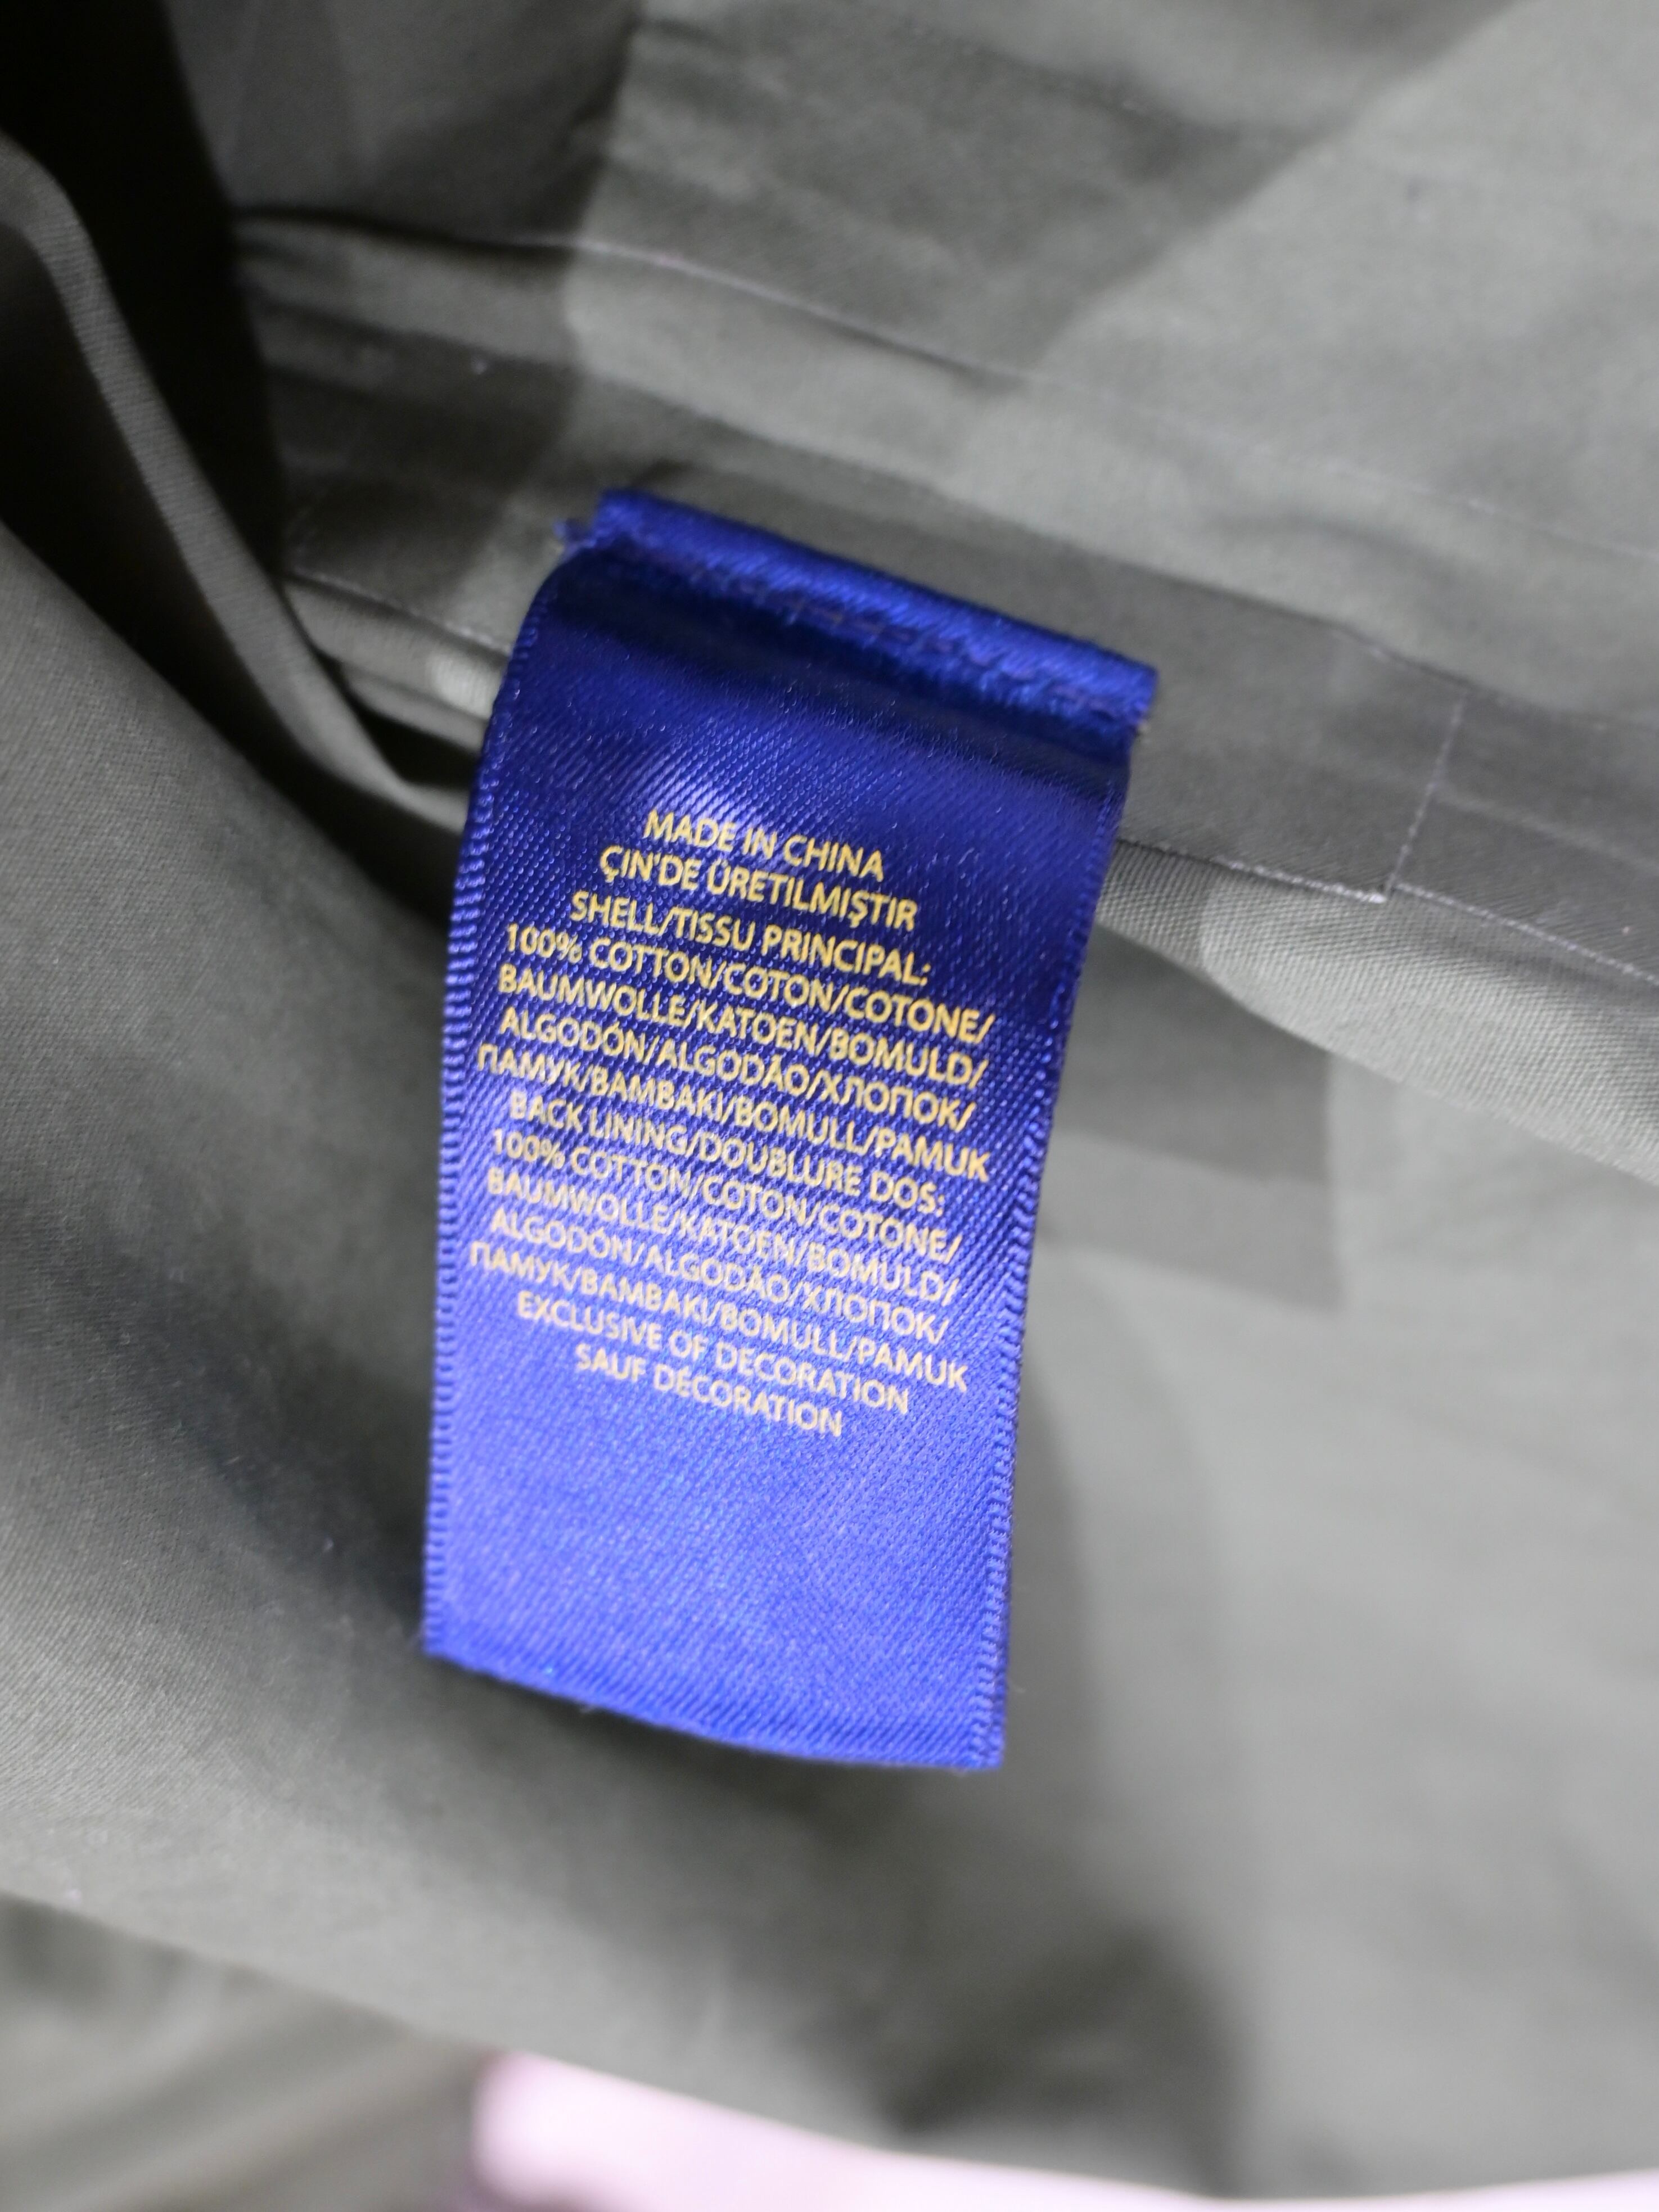 MADE IN CHINA
ÇIN'DE ÜRETILMIŞTIR
SHELL/TISSU PRINCIPAL:
100% COTTON/COTON/COTONE/
BAUMWOLLE/KATOEN/BOMULD/
ALGODÓN/ALGODÃO/ХЛОПОК/
ПАМУК/BAMBAKI/BOMULL/PAMUK
BACK LINING/DOUBLURE DOS:
100% COTTON/COTON/COTONE/
BAUMWOLLE/KATOEN/BOMULD/
ALGODÓN/ALGODÃO/ХЛОПОК/
ПАМУК/BAMBAKI/BOMULL/PAMUK
EXCLUSIVE OF DECORATION
SAUF DÉCORATION